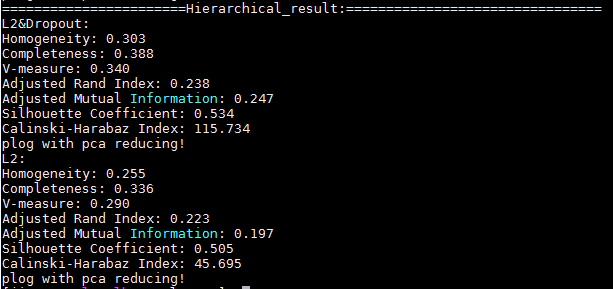 =======================Hierarchical_result:================================
L2&Dropout:
Homogeneity: 0.303
Completeness: 0.388
V-measure: 0.340
Adjusted Rand Index: 0.238
Adjusted Mutual Information: 0.247
Silhouette Coefficient: 0.534
Calinski-Harabaz Index: 115.734
plog with pca reducing!
L2:
Homogeneity: 0.255
Completeness: 0.336
V-measure: 0.290
Adjusted Rand Index: 0.223
Adjusted Mutual Information: 0.197
Silhouette Coefficient: 0.505
Calinski-Harabaz Index: 45.695
plog with pca reducing!